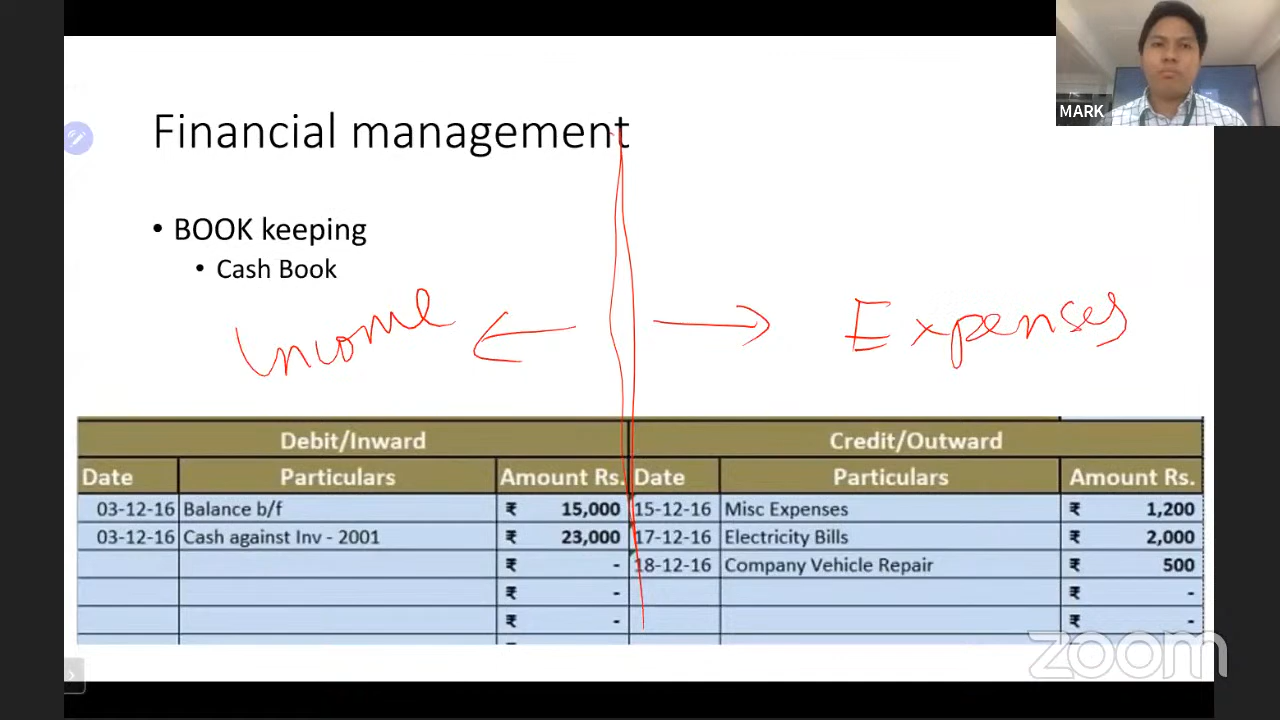 MARK
Financial management
• BOOK keeping
• Cash Book
Income ← → Expenses
Debit/Inward Credit/Outward
Date Particulars Amount Rs. Date Particulars Amount Rs.
03-12-16 Balance b/f ₹ 15,000 15-12-16 Misc Expenses ₹ 1,200
03-12-16 Cash against Inv - 2001 ₹ 23,000 17-12-16 Electricity Bills ₹ 2,000
₹ - 18-12-16 Company Vehicle Repair ₹ 500
₹ - ₹ -
₹ - ₹ -
zoom